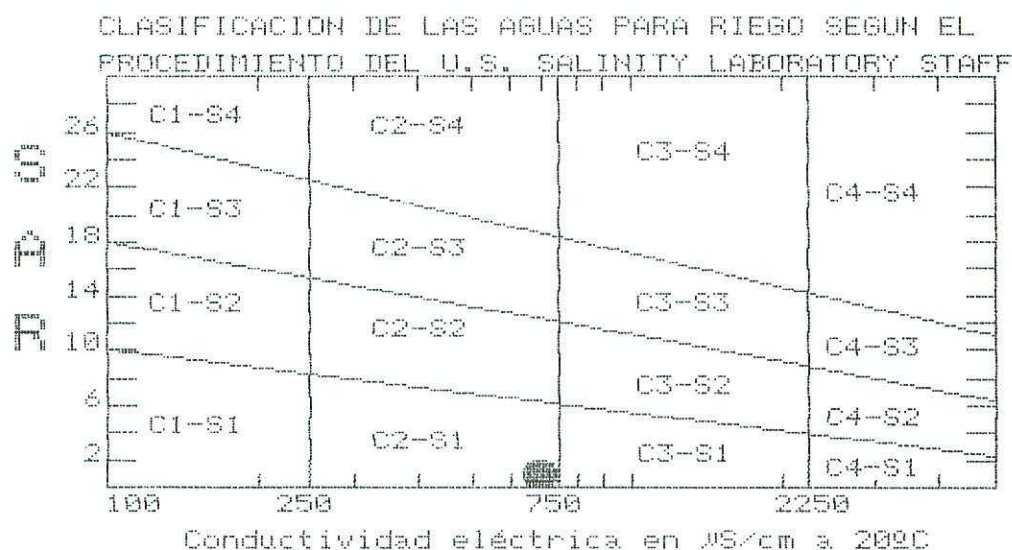 CLASIFICACION DE LAS AGUAS PARA RIEGO SEGUN EL
PROCEDIMIENTO DEL U.S. SALINITY LABORATORY STAFF
C1-S4
C2-S4
C3-S4
C4-S4
C1-S3
C2-S3
C3-S3
C4-S3
C1-S2
C2-S2
C3-S2
C4-S2
C1-S1
C2-S1
C3-S1
C4-S1
SAR
26
22
18
14
10
6
2
100 250 750 2250
Conductividad eléctrica en µS/cm a 20ºC